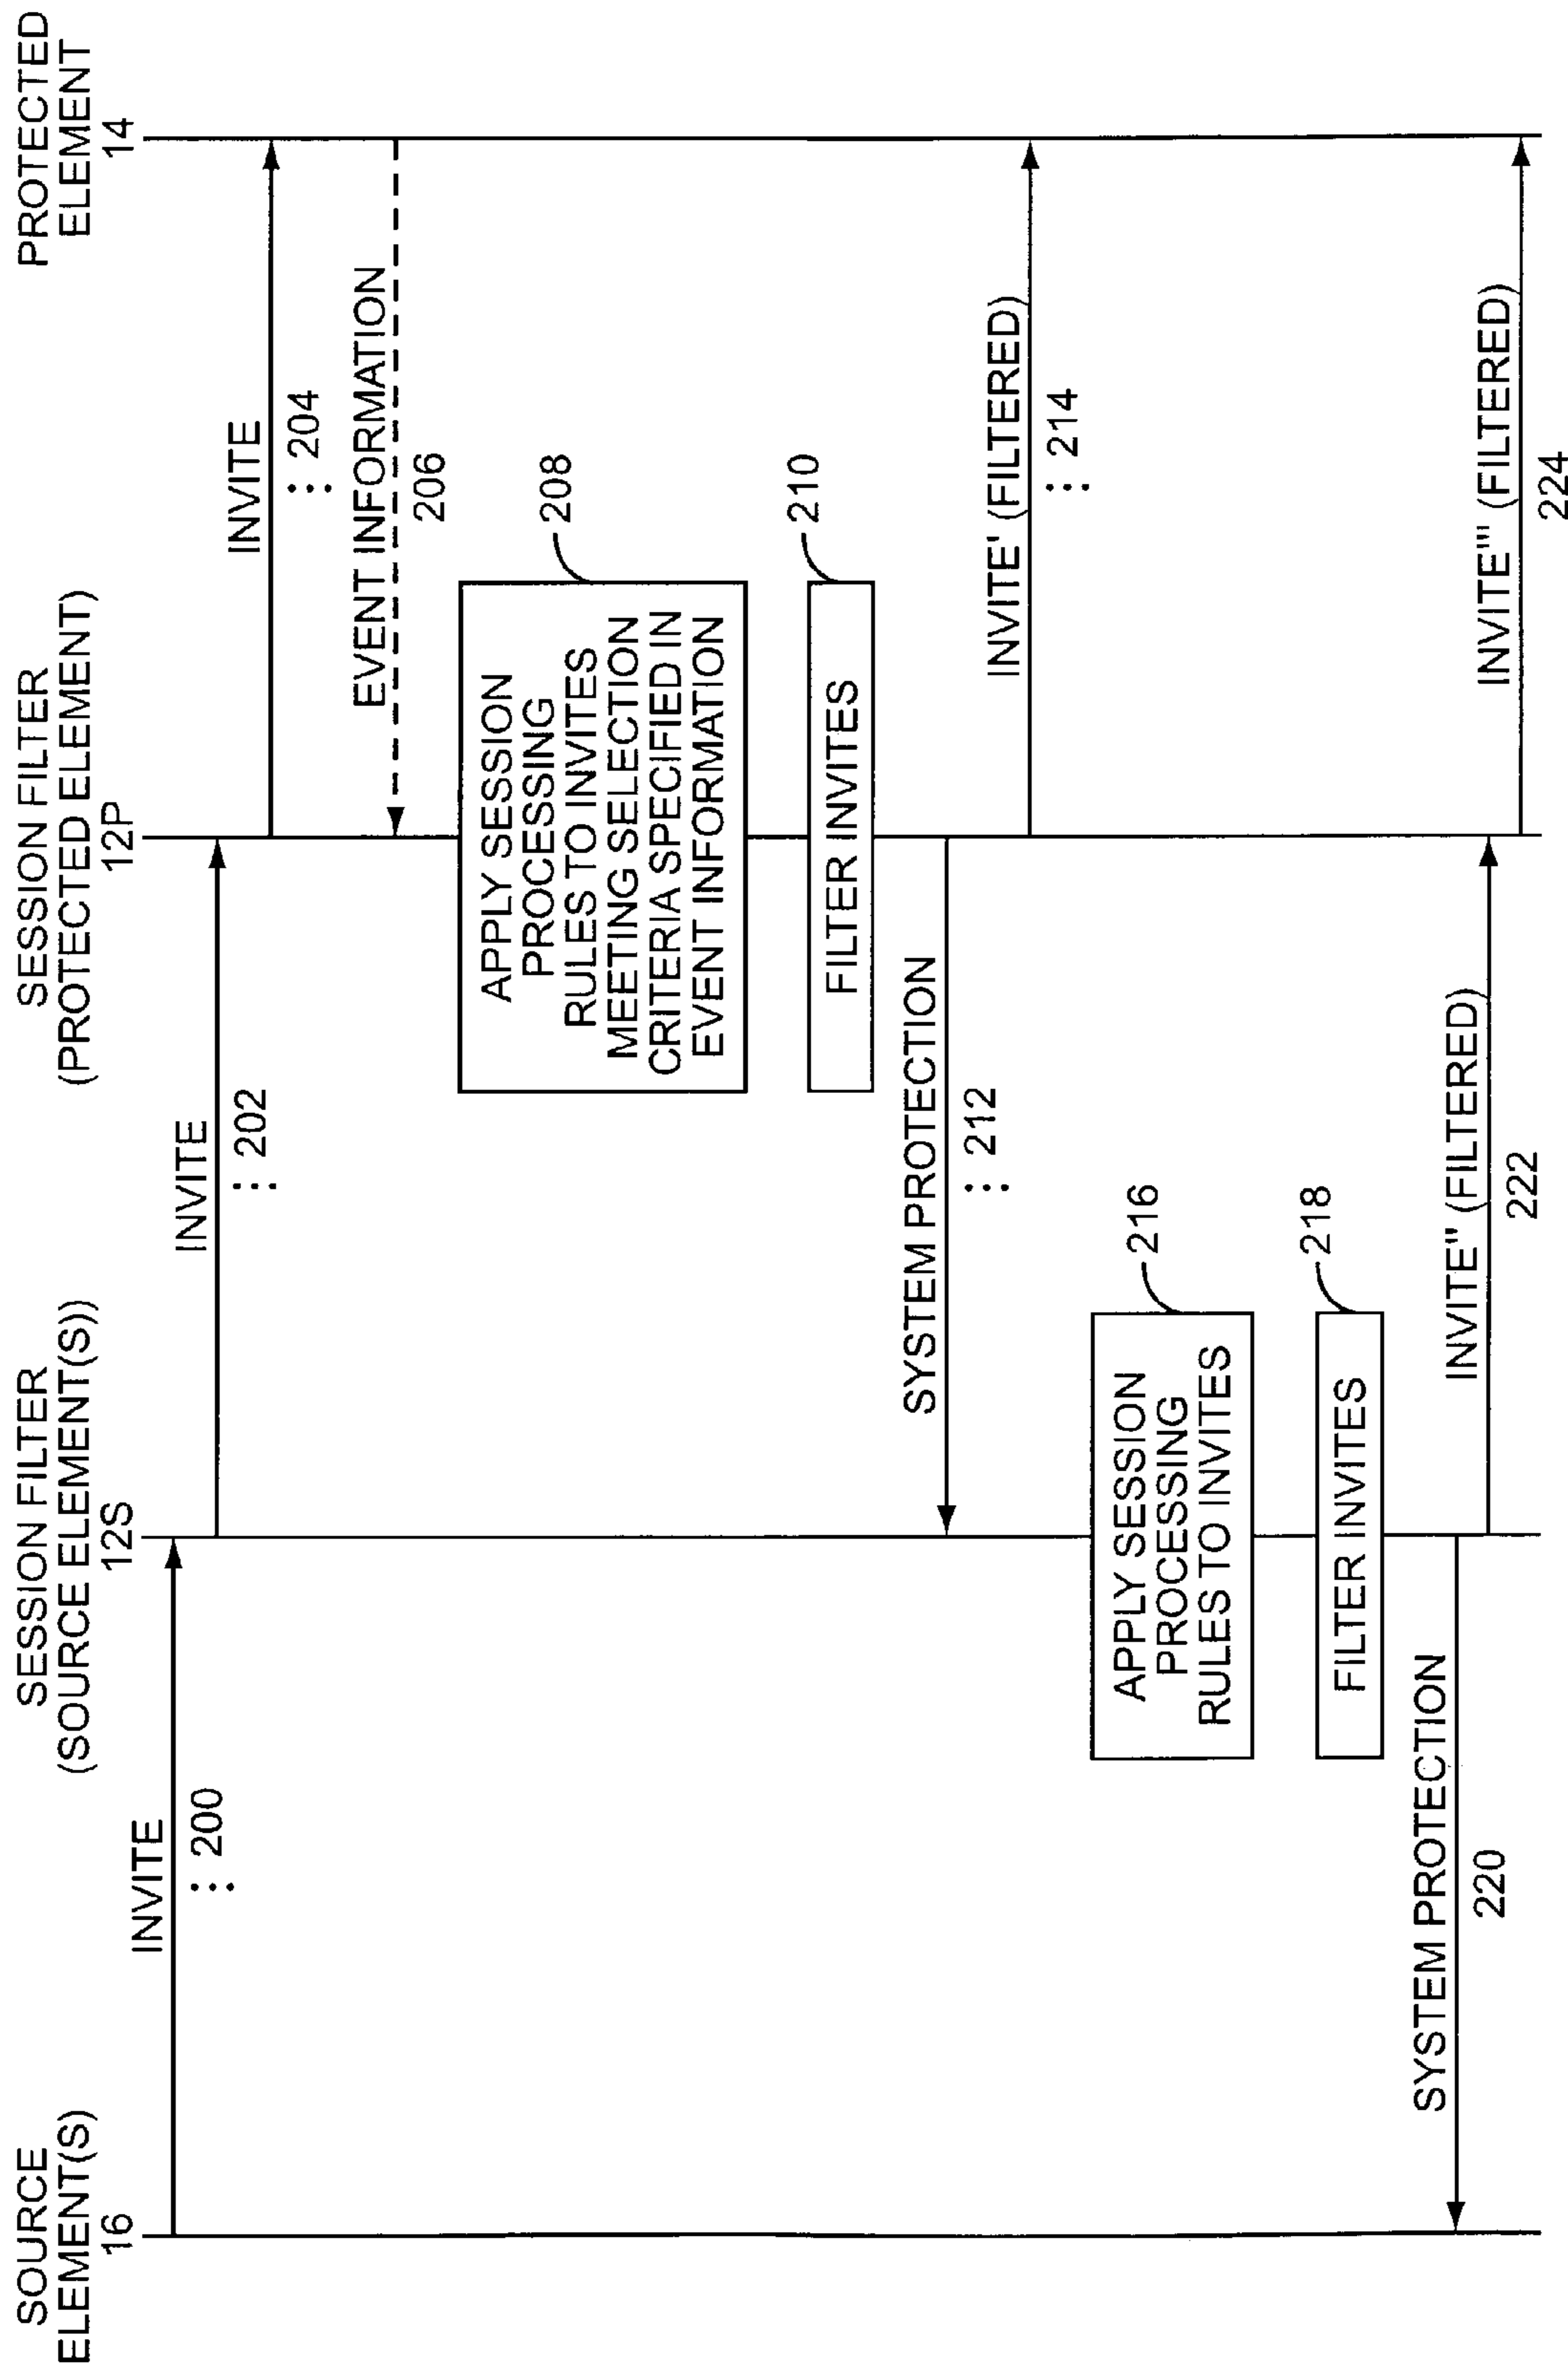 SOURCE
ELEMENT(S)
16
SESSION FILTER
(SOURCE ELEMENT(S))
12S
SESSION FILTER
(PROTECTED ELEMENT)
12P
PROTECTED
ELEMENT
14
INVITE
⋮ 200
INVITE
⋮ 202
INVITE
⋮ 204
EVENT INFORMATION
206
APPLY SESSION
PROCESSING
RULES TO INVITES
MEETING SELECTION
CRITERIA SPECIFIED IN
EVENT INFORMATION
208
FILTER INVITES
210
SYSTEM PROTECTION
⋮ 212
INVITE' (FILTERED)
⋮ 214
APPLY SESSION
PROCESSING
RULES TO INVITES
216
FILTER INVITES
218
SYSTEM PROTECTION
220
INVITE" (FILTERED)
222
INVITE"' (FILTERED)
224